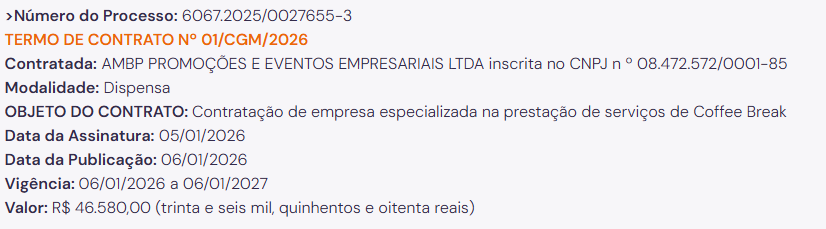 >Número do Processo: 6067.2025/0027655-3
TERMO DE CONTRATO Nº 01/CGM/2026
Contratada: AMBP PROMOÇÕES E EVENTOS EMPRESARIAIS LTDA inscrita no CNPJ n º 08.472.572/0001-85
Modalidade: Dispensa
OBJETO DO CONTRATO: Contratação de empresa especializada na prestação de serviços de Coffee Break
Data da Assinatura: 05/01/2026
Data da Publicação: 06/01/2026
Vigência: 06/01/2026 a 06/01/2027
Valor: R$ 46.580,00 (trinta e seis mil, quinhentos e oitenta reais)